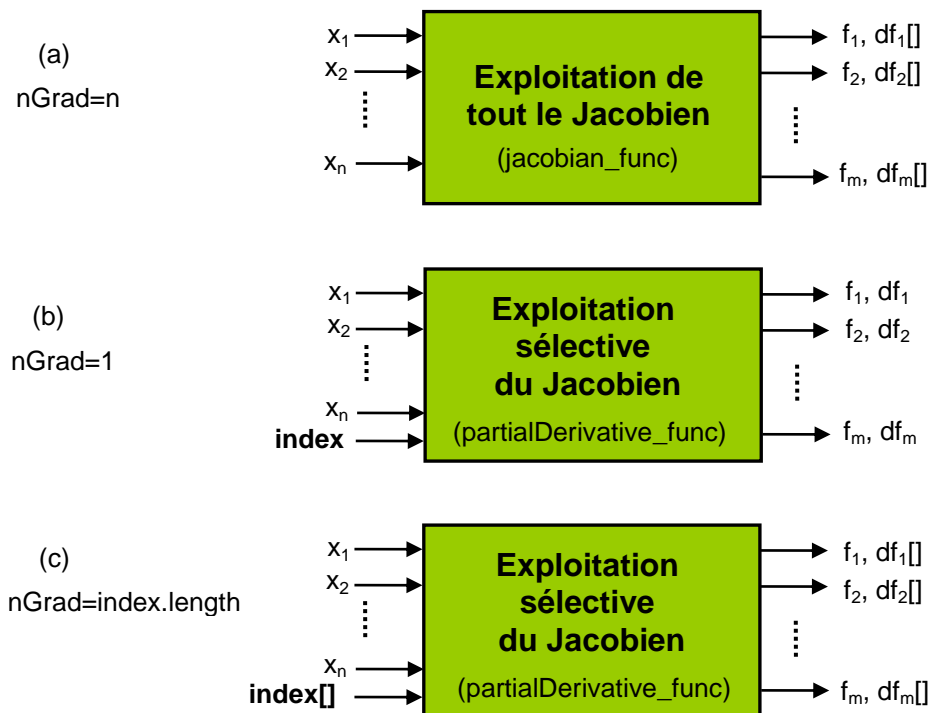 (a)
nGrad=n
x1
x2
xn
Exploitation de
tout le Jacobien
(jacobian_func)
f1, df1[]
f2, df2[]
fm, dfm[]
(b)
nGrad=1
x1
x2
xn
index
Exploitation
sélective
du Jacobien
(partialDerivative_func)
f1, df1
f2, df2
fm, dfm
(c)
nGrad=index.length
x1
x2
xn
index[]
Exploitation
sélective
du Jacobien
(partialDerivative_func)
f1, df1[]
f2, df2[]
fm, dfm[]